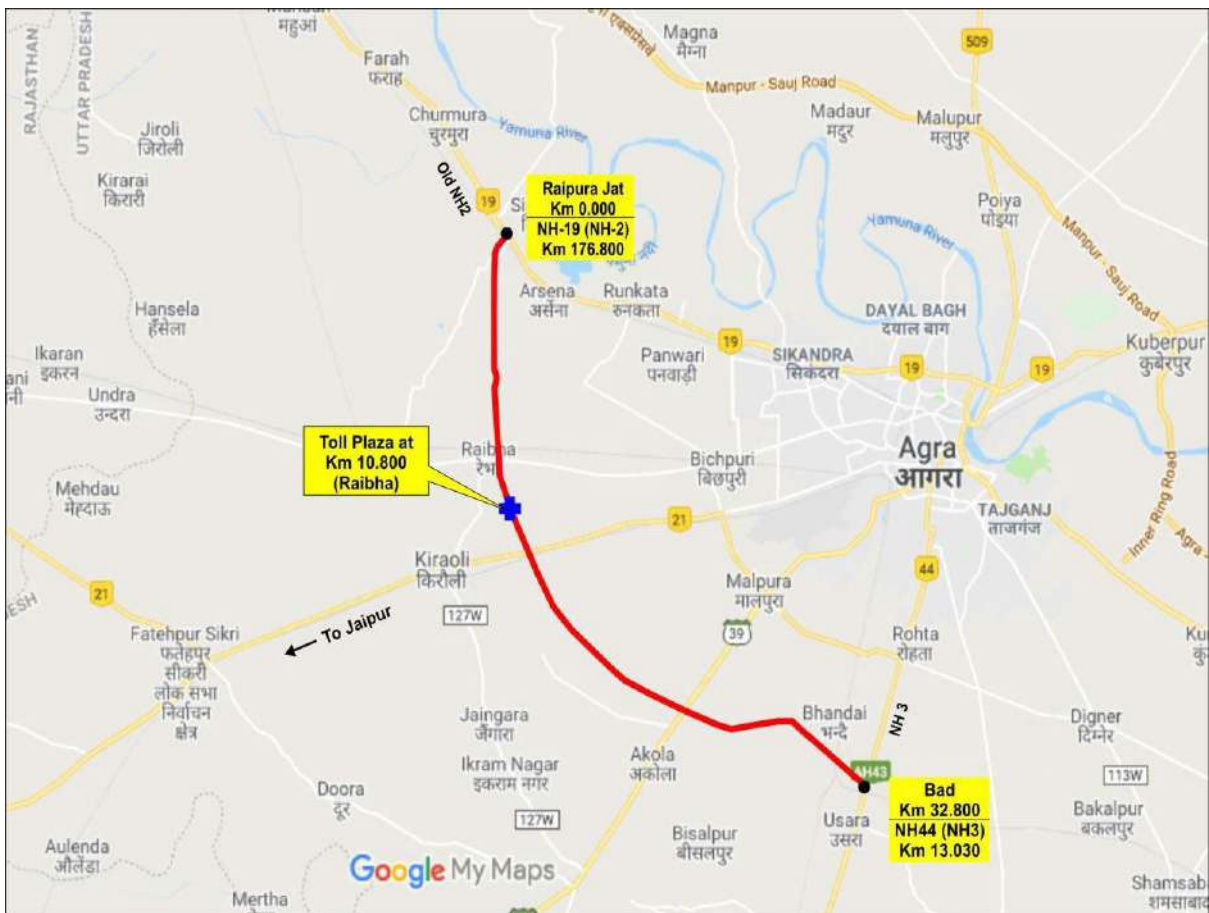 महुआं
Farah
फराह
Magna
मैग्ना
509
Manpur - Sauj Road
RAJASTHAN
UTTAR PRADESH
Churmura
चुरमुरा
Yamuna River
Madaur
मदुर
Malupur
मलुपुर
Jiroli
जिरोली
Kirarai
किरारी
Old NH2
19
Raipura Jat
Km 0.000
NH-19 (NH-2)
Km 176.800
Poiya
पोइया
Yamuna River
Manpur - Sauj Road
Arsena
अर्सेना
Runkata
रुनकता
Hansela
हँसेला
DAYAL BAGH
दयाल बाग
Ikaran
इकरन
Panwari
पनवाड़ी
19
SIKANDRA
सिकंदरा
19
19
Kuberpur
कुबेरपुर
Undra
उन्दरा
Toll Plaza at
Km 10.800
(Raibha)
Raibha
Bichpuri
बिछपुरी
Agra
आगरा
Mehdau
मेहदाऊ
21
TAJGANJ
ताजगंज
Inner Ring Road
Agra -
Kiraoli
किरौली
44
21
127W
Malpura
मालपुरा
To Jaipur
39
Fatehpur Sikri
फतेहपुर
सीकरी
लोक सभा
निर्वाचन
क्षेत्र
Rohta
रोहता
NH 3
Jaingara
जैंगारा
Bhandai
भन्दै
Digner
दिग्नेर
Ikram Nagar
इकराम नगर
Akola
अकोला
AH43
113W
Doora
दूर
127W
Bad
Km 32.800
NH44 (NH3)
Km 13.030
Usara
उसरा
Bakalpur
बकलपुर
Bisalpur
बीसलपुर
Aulenda
औलेंडा
Google My Maps
Mertha
Shamsab
शमसाबाद